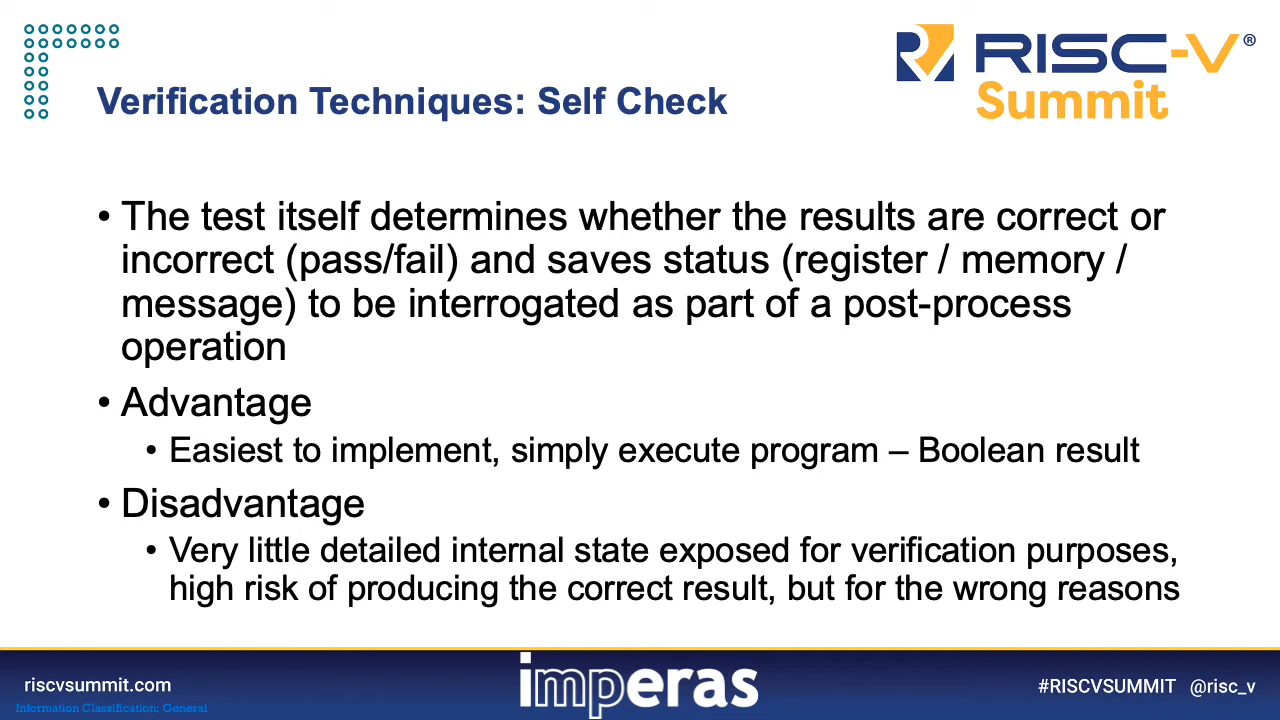 RISC-V®
Summit
Verification Techniques: Self Check
• The test itself determines whether the results are correct or
incorrect (pass/fail) and saves status (register / memory /
message) to be interrogated as part of a post-process
operation
• Advantage
• Easiest to implement, simply execute program – Boolean result
• Disadvantage
• Very little detailed internal state exposed for verification purposes,
high risk of producing the correct result, but for the wrong reasons
riscvsummit.com
imperas
#RISCVSUMMIT @risc_v
Information Classification: General